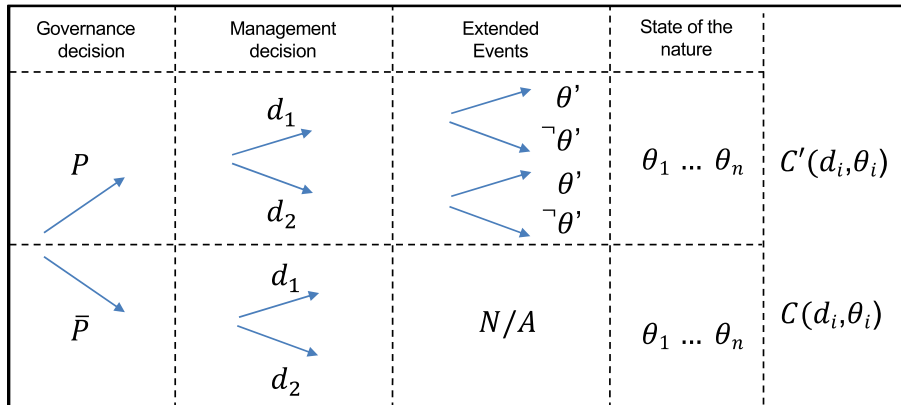 Governance decision
Management decision
Extended Events
State of the nature
P
d₁
d₂
θ’
¬θ’
θ’
¬θ’
θ₁ … θₙ
C′(dᵢ,θᵢ)
P̄
d₁
d₂
N/A
θ₁ … θₙ
C(dᵢ,θᵢ)